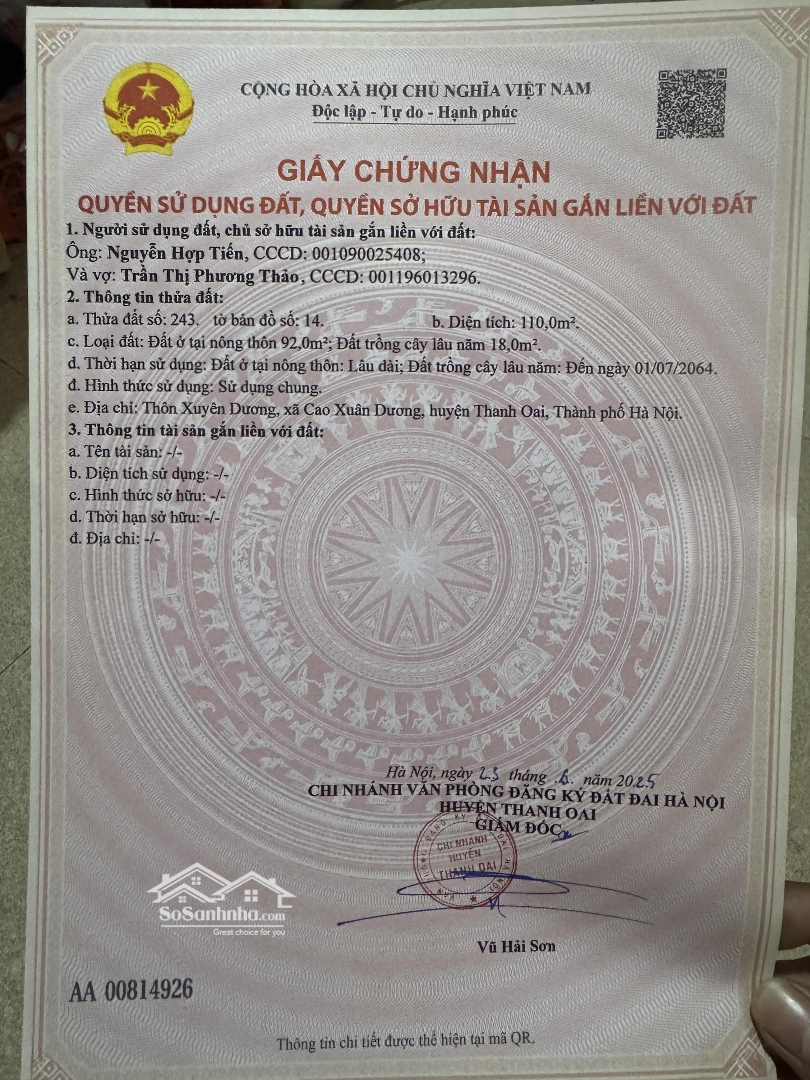 CỘNG HÒA XÃ HỘI CHỦ NGHĨA VIỆT NAM
Độc lập - Tự do - Hạnh phúc
GIẤY CHỨNG NHẬN
QUYỀN SỬ DỤNG ĐẤT, QUYỀN SỞ HỮU TÀI SẢN GẮN LIỀN VỚI ĐẤT
1. Người sử dụng đất, chủ sở hữu tài sản gắn liền với đất:
Ông: Nguyễn Hợp Tiến, CCCD: 001090025408;
Và vợ: Trần Thị Phương Thảo, CCCD: 001196013296.
2. Thông tin thửa đất:
a. Thửa đất số: 243. tờ bản đồ số: 14. b. Diện tích: 110,0m².
c. Loại đất: Đất ở tại nông thôn 92,0m²; Đất trồng cây lâu năm 18,0m².
d. Thời hạn sử dụng: Đất ở tại nông thôn: Lâu dài; Đất trồng cây lâu năm: Đến ngày 01/07/2064.
đ. Hình thức sử dụng: Sử dụng chung.
e. Địa chỉ: Thôn Xuyên Dương, xã Cao Xuân Dương, huyện Thanh Oai, Thành phố Hà Nội.
3. Thông tin tài sản gắn liền với đất:
a. Tên tài sản: -/-
b. Diện tích sử dụng: -/-
c. Hình thức sở hữu: -/-
d. Thời hạn sở hữu: -/-
đ. Địa chỉ: -/-
Hà Nội, ngày 23 tháng .6. năm 2025
CHI NHÁNH VĂN PHÒNG ĐĂNG KÝ ĐẤT ĐAI HÀ NỘI
HUYỆN THANH OAI
GIÁM ĐỐC
CHI NHÁNH
HUYỆN
THANH OAI
SoSanhnha.com
Great choice for you
Vũ Hải Sơn
AA 00814926
Thông tin chi tiết được thể hiện tại mã QR.